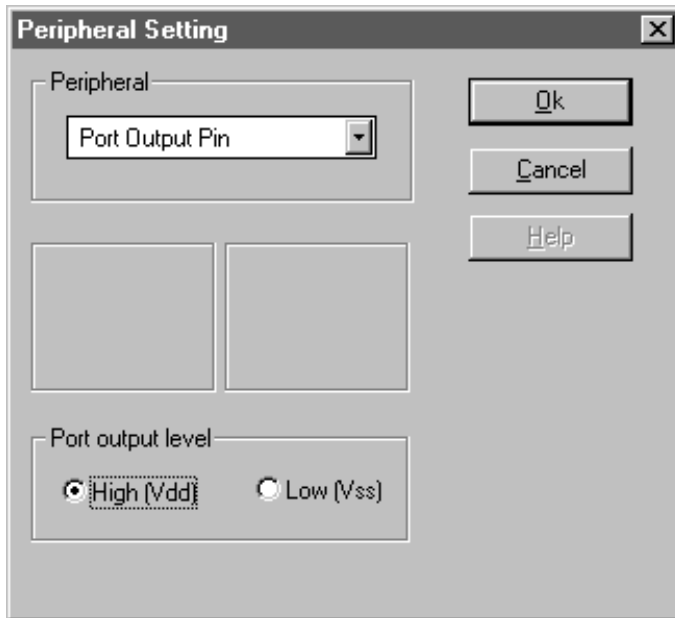 Peripheral Setting
Peripheral
Port Output Pin
Ok
Cancel
Help
Port output level
High (Vdd)
Low (Vss)